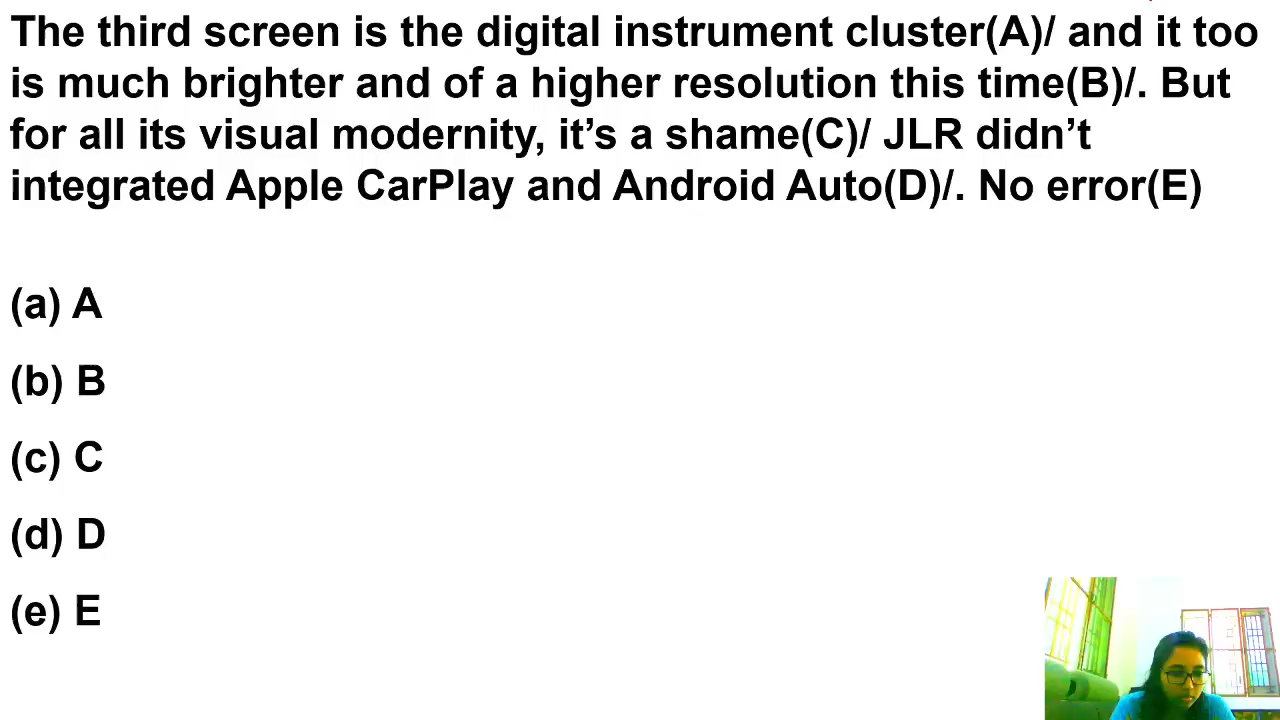 The third screen is the digital instrument cluster(A)/ and it too
is much brighter and of a higher resolution this time(B)/. But
for all its visual modernity, it’s a shame(C)/ JLR didn’t
integrated Apple CarPlay and Android Auto(D)/. No error(E)
(a) A
(b) B
(c) C
(d) D
(e) E